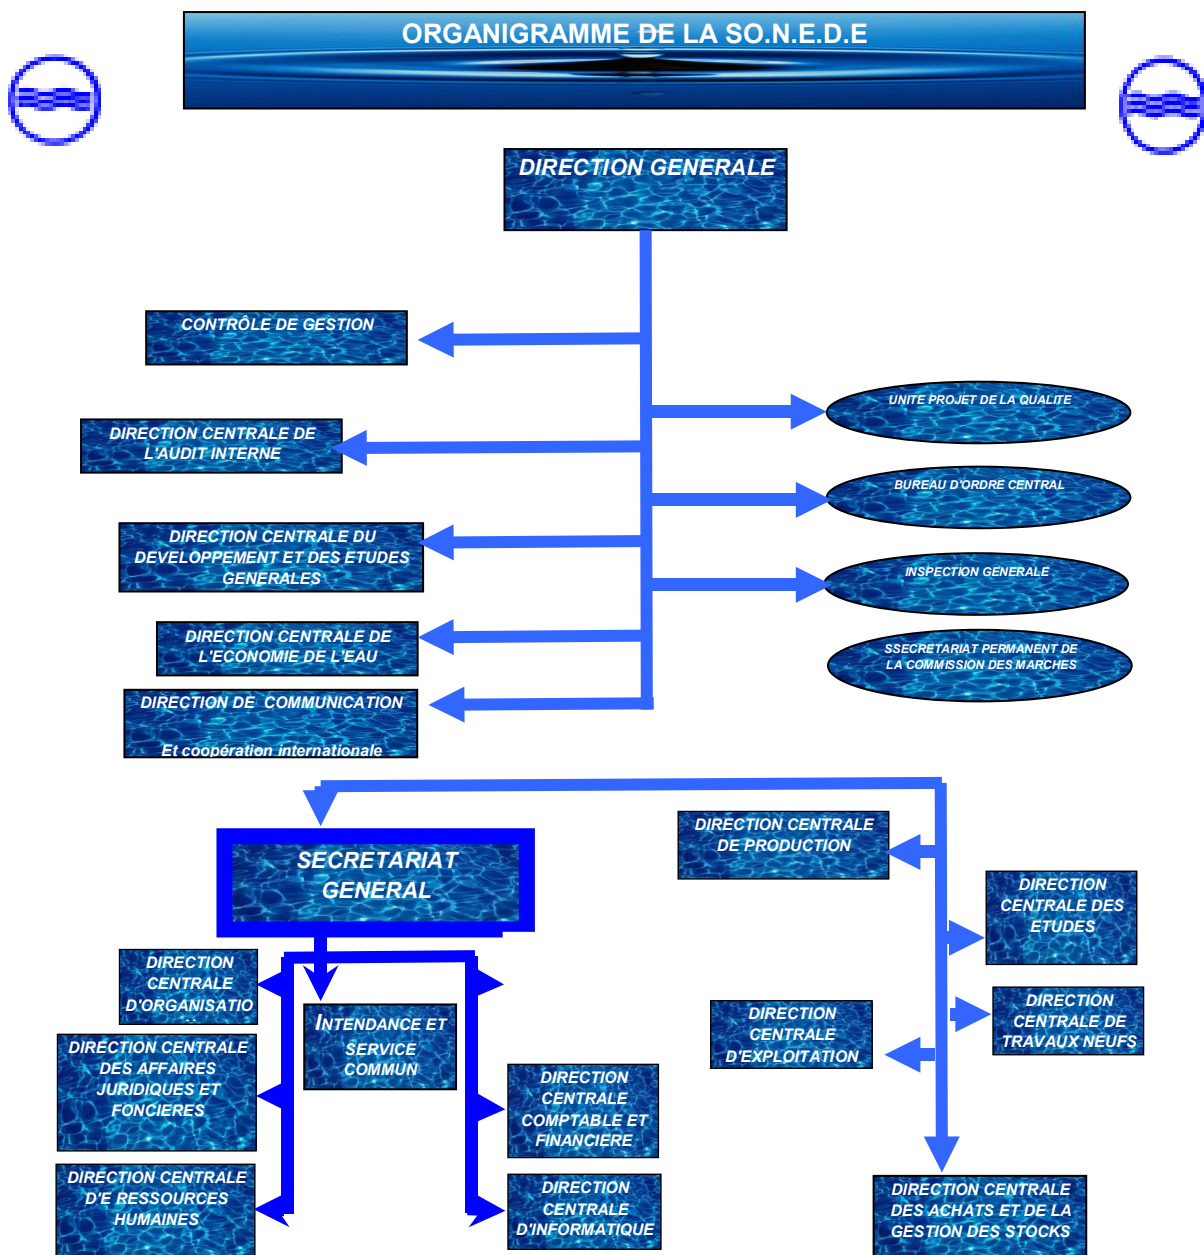 ORGANIGRAMME DE LA SO.N.E.D.E
DIRECTION GENERALE
CONTRÔLE DE GESTION
UNITE PROJET DE LA QUALITE
DIRECTION CENTRALE DE
L'AUDIT INTERNE
BUREAU D'ORDRE CENTRAL
DIRECTION CENTRALE DU
DEVELOPPEMENT ET DES ETUDES
GENERALES
INSPECTION GENERALE
DIRECTION CENTRALE DE
L'ECONOMIE DE L'EAU
SSECRETARIAT PERMANENT DE
LA COMMISSION DES MARCHES
DIRECTION DE COMMUNICATION
Et coopération internationale
SECRETARIAT
GENERAL
DIRECTION CENTRALE
DE PRODUCTION
DIRECTION
CENTRALE DES
ETUDES
DIRECTION
CENTRALE
D'ORGANISATIO
INTENDANCE ET
SERVICE
COMMUN
DIRECTION
CENTRALE
D'EXPLOITATION
DIRECTION
CENTRALE DE
TRAVAUX NEUFS
DIRECTION CENTRALE
DES AFFAIRES
JURIDIQUES ET
FONCIERES
DIRECTION
CENTRALE
COMPTABLE ET
FINANCIERE
DIRECTION CENTRALE
D'E RESSOURCES
HUMAINES
DIRECTION
CENTRALE
D'INFORMATIQUE
DIRECTION CENTRALE
DES ACHATS ET DE LA
GESTION DES STOCKS